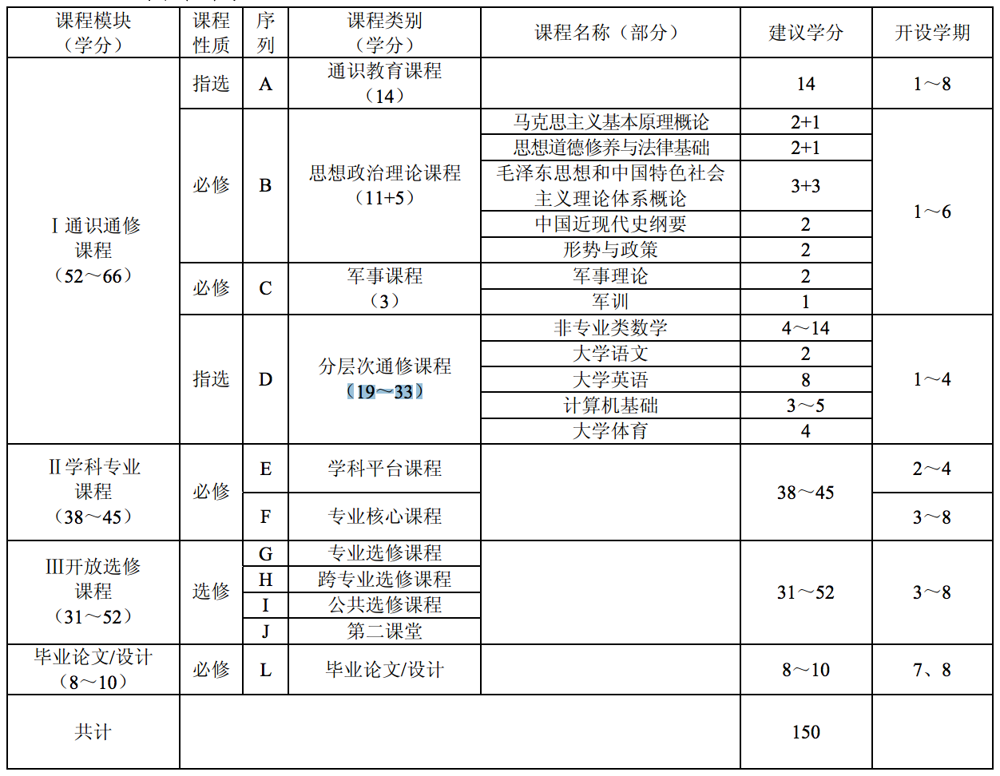 课程模块
（学分）
课程
性质
序
列
课程类别
（学分）
课程名称（部分）
建议学分
开设学期
Ⅰ通识通修
课程
（52～66）
指选
A
通识教育课程
（14）
14
1～8
必修
B
思想政治理论课程
（11+5）
马克思主义基本原理概论
2+1
思想道德修养与法律基础
2+1
毛泽东思想和中国特色社会
主义理论体系概论
3+3
中国近现代史纲要
2
形势与政策
2
1～6
必修
C
军事课程
（3）
军事理论
2
军训
1
指选
D
分层次通修课程
（19～33）
非专业类数学
4～14
大学语文
2
大学英语
8
计算机基础
3～5
大学体育
4
1～4
Ⅱ学科专业
课程
（38～45）
必修
E
学科平台课程
38～45
2～4
F
专业核心课程
3～8
Ⅲ开放选修
课程
（31～52）
选修
G
专业选修课程
H
跨专业选修课程
I
公共选修课程
J
第二课堂
31～52
3～8
毕业论文/设计
（8～10）
必修
L
毕业论文/设计
8～10
7、8
共计
150